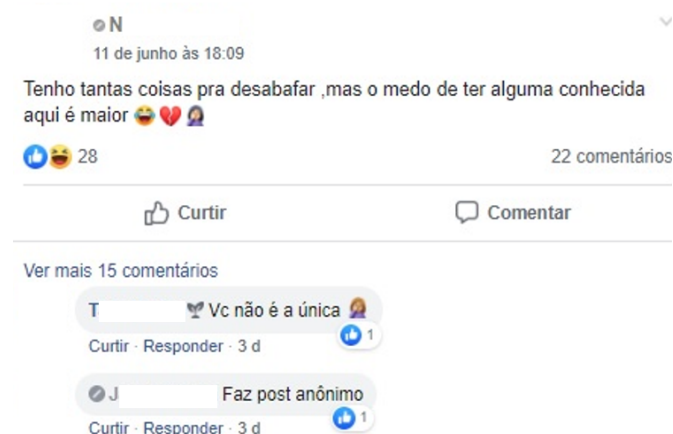 N
11 de junho às 18:09
Tenho tantas coisas pra desabafar ,mas o medo de ter alguma conhecida
aqui é maior 😂💔🤦🏻‍♀️
28 22 comentários
Curtir Comentar
Ver mais 15 comentários
T Vc não é a única 🤦🏼‍♀️
1
Curtir · Responder · 3 d
J Faz post anônimo
1
Curtir · Responder · 3 d